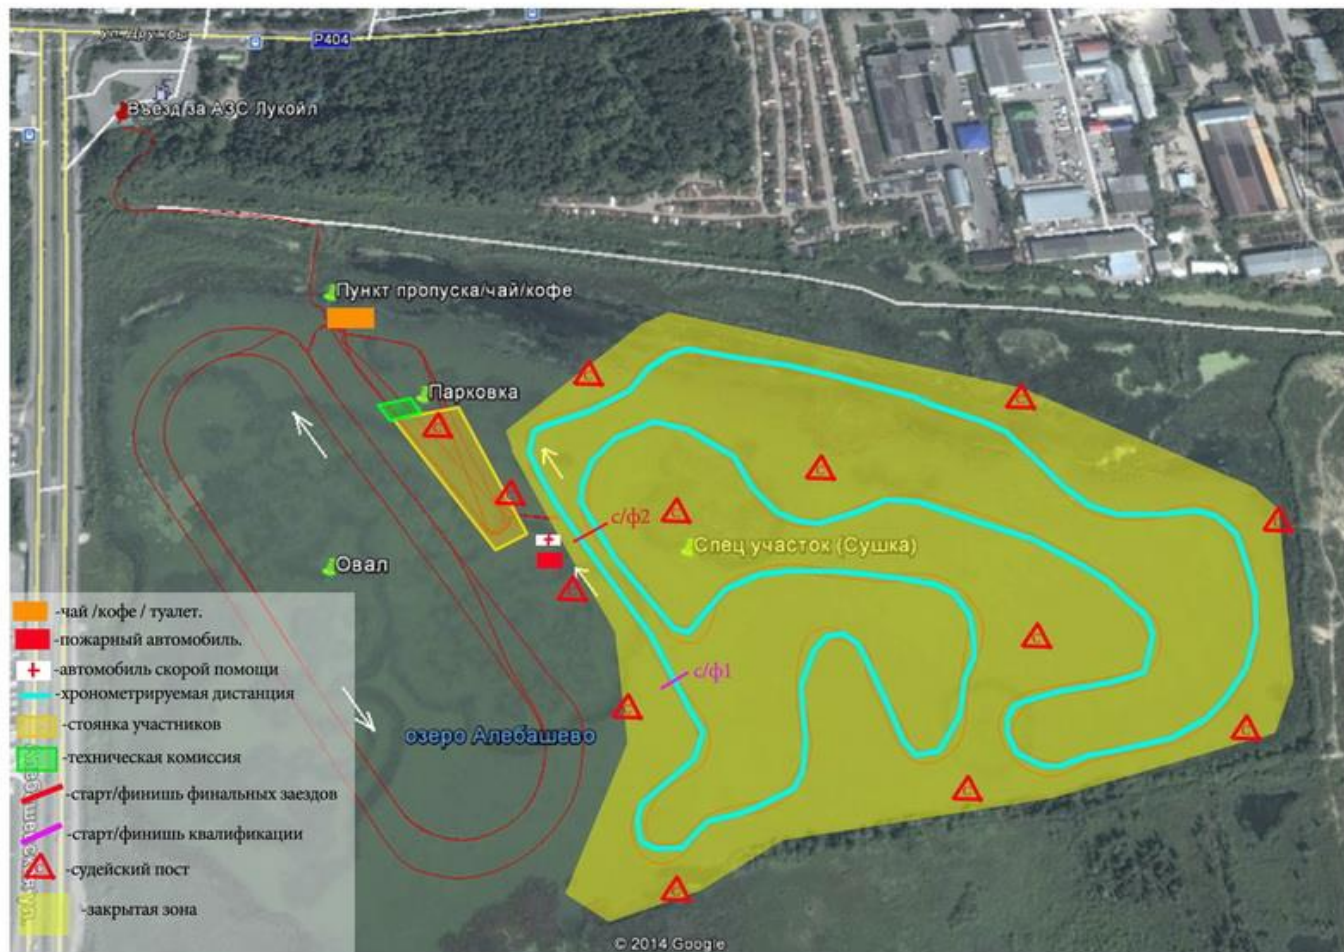 ул. Дружбы
Р404
Въезд за АЗС Лукойл
Пункт пропуска/чай/кофе
Парковка
с/ф2
Спец участок (Сушка)
Овал
с/ф1
озеро Алебашево
-чай /кофе / туалет.
-пожарный автомобиль.
-автомобиль скорой помощи
-хронометрируемая дистанция
-стоянка участников
-техническая комиссия
-старт/финишь финальных заездов
-старт/финишь квалификации
-судейский пост
-закрытая зона
© 2014 Google